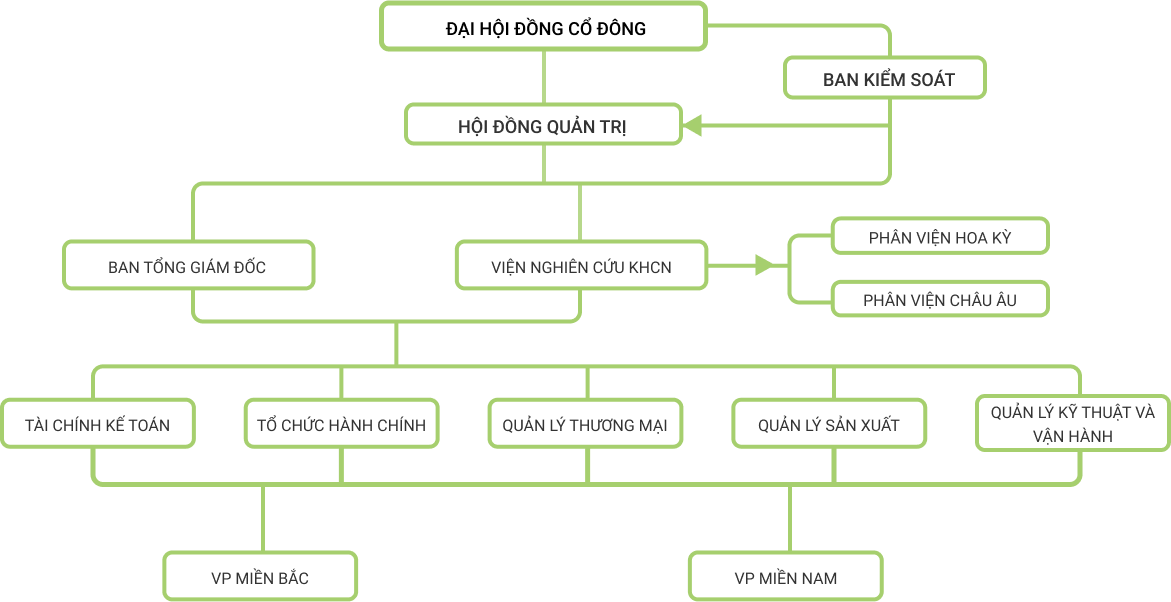 ĐẠI HỘI ĐỒNG CỔ ĐÔNG
BAN KIỂM SOÁT
HỘI ĐỒNG QUẢN TRỊ
PHÂN VIỆN HOA KỲ
BAN TỔNG GIÁM ĐỐC
VIỆN NGHIÊN CỨU KHCN
PHÂN VIỆN CHÂU ÂU
TÀI CHÍNH KẾ TOÁN
TỔ CHỨC HÀNH CHÍNH
QUẢN LÝ THƯƠNG MẠI
QUẢN LÝ SẢN XUẤT
QUẢN LÝ KỸ THUẬT VÀ
VẬN HÀNH
VP MIỀN BẮC
VP MIỀN NAM